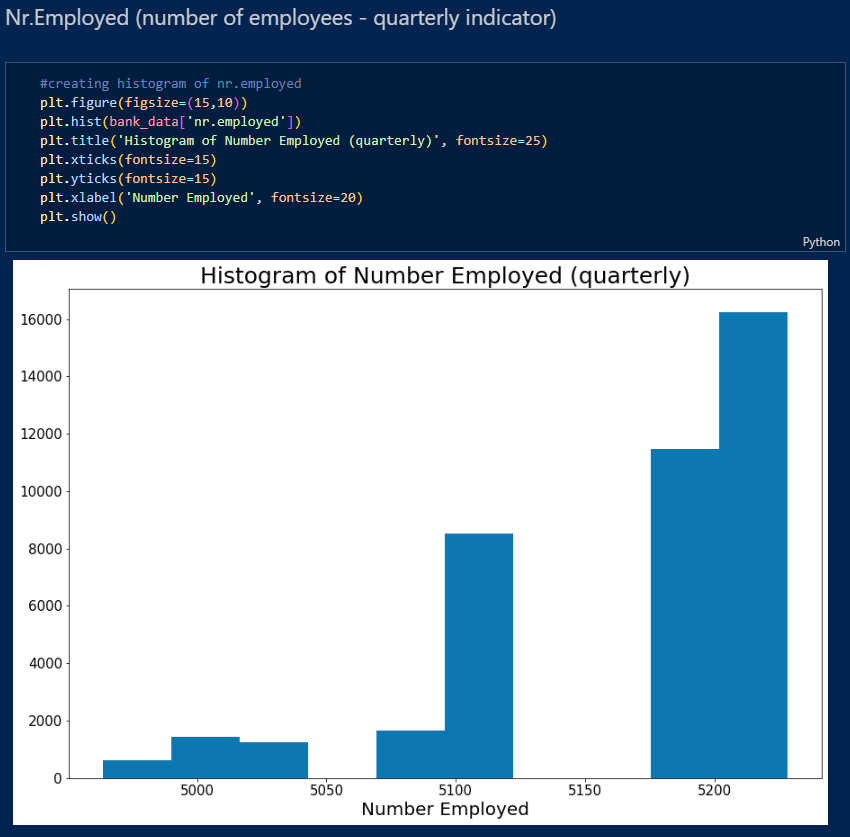 Nr.Employed (number of employees - quarterly indicator)
#creating histogram of nr.employed
plt.figure(figsize=(15,10))
plt.hist(bank_data['nr.employed'])
plt.title('Histogram of Number Employed (quarterly)', fontsize=25)
plt.xticks(fontsize=15)
plt.yticks(fontsize=15)
plt.xlabel('Number Employed', fontsize=20)
plt.show()
Python
Histogram of Number Employed (quarterly)
16000
14000
12000
10000
8000
6000
4000
2000
0
5000 5050 5100 5150 5200
Number Employed